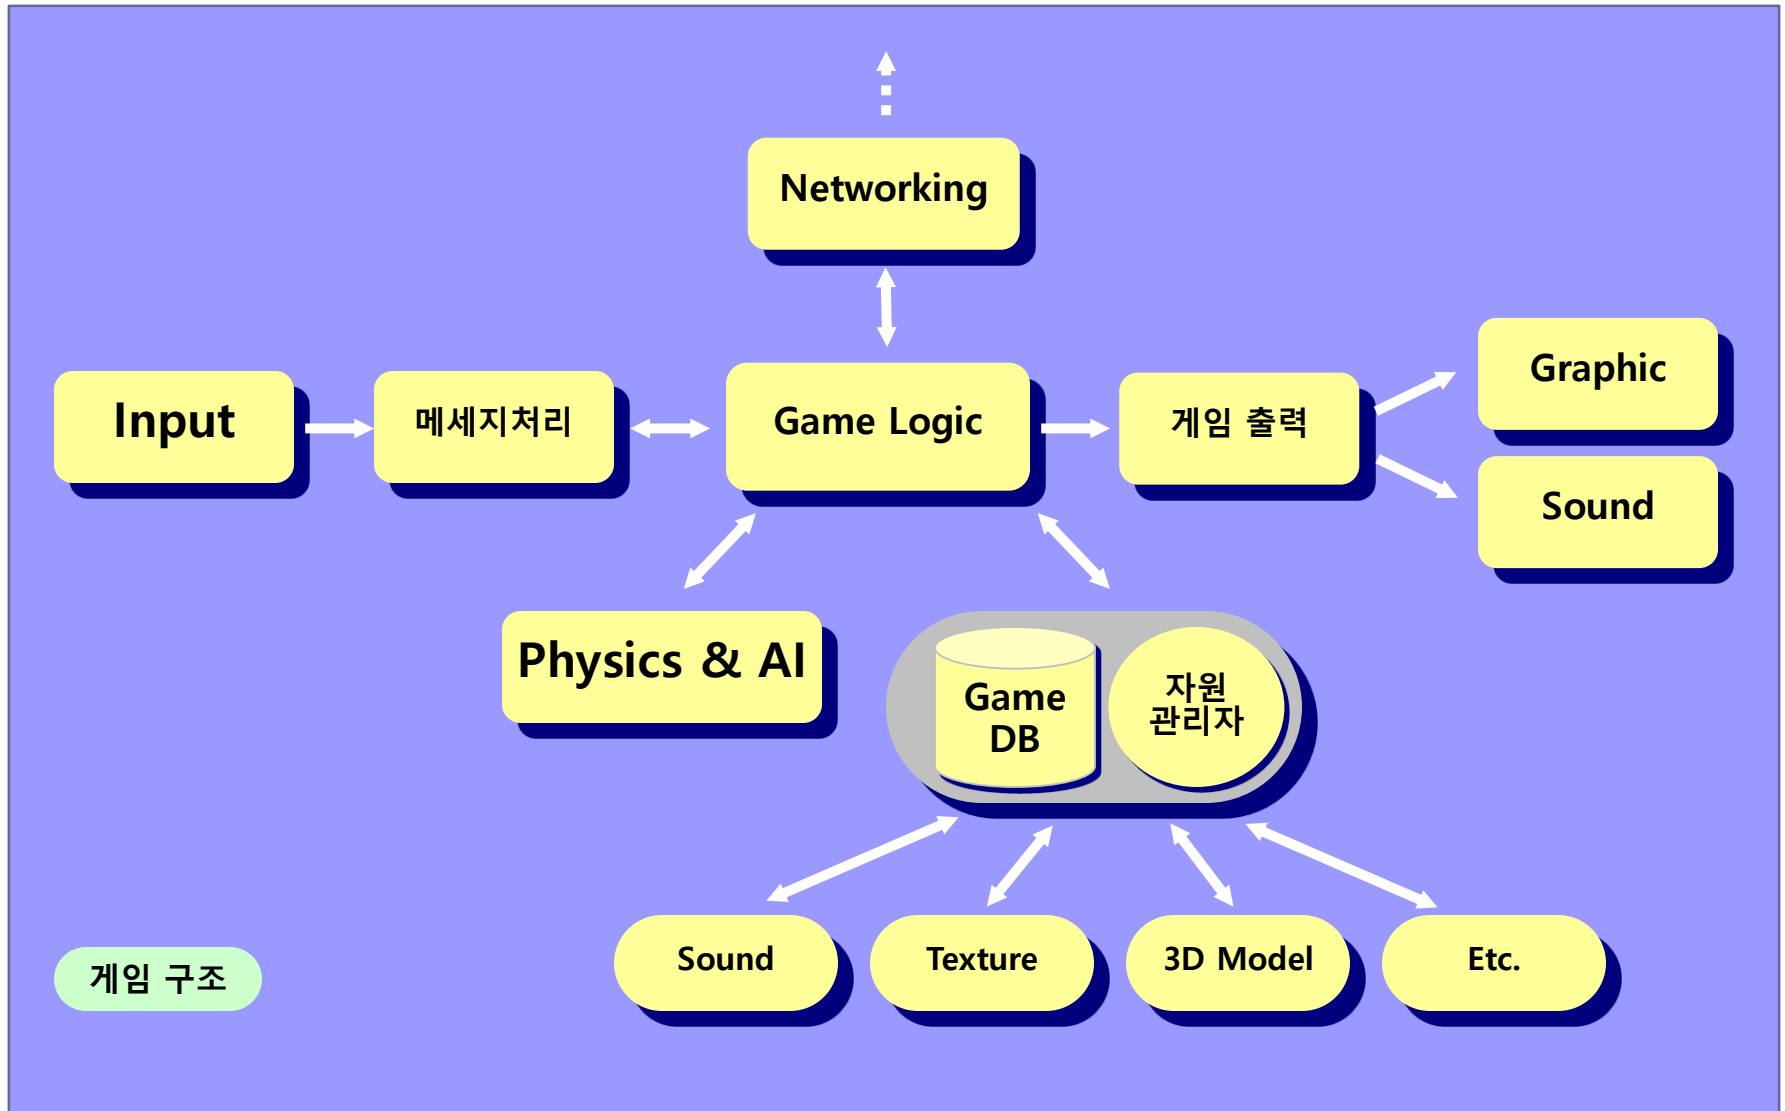 Networking
Input
메세지처리
Game Logic
게임 출력
Graphic
Sound
Physics & AI
Game
DB
자원
관리자
Sound
Texture
3D Model
Etc.
게임 구조